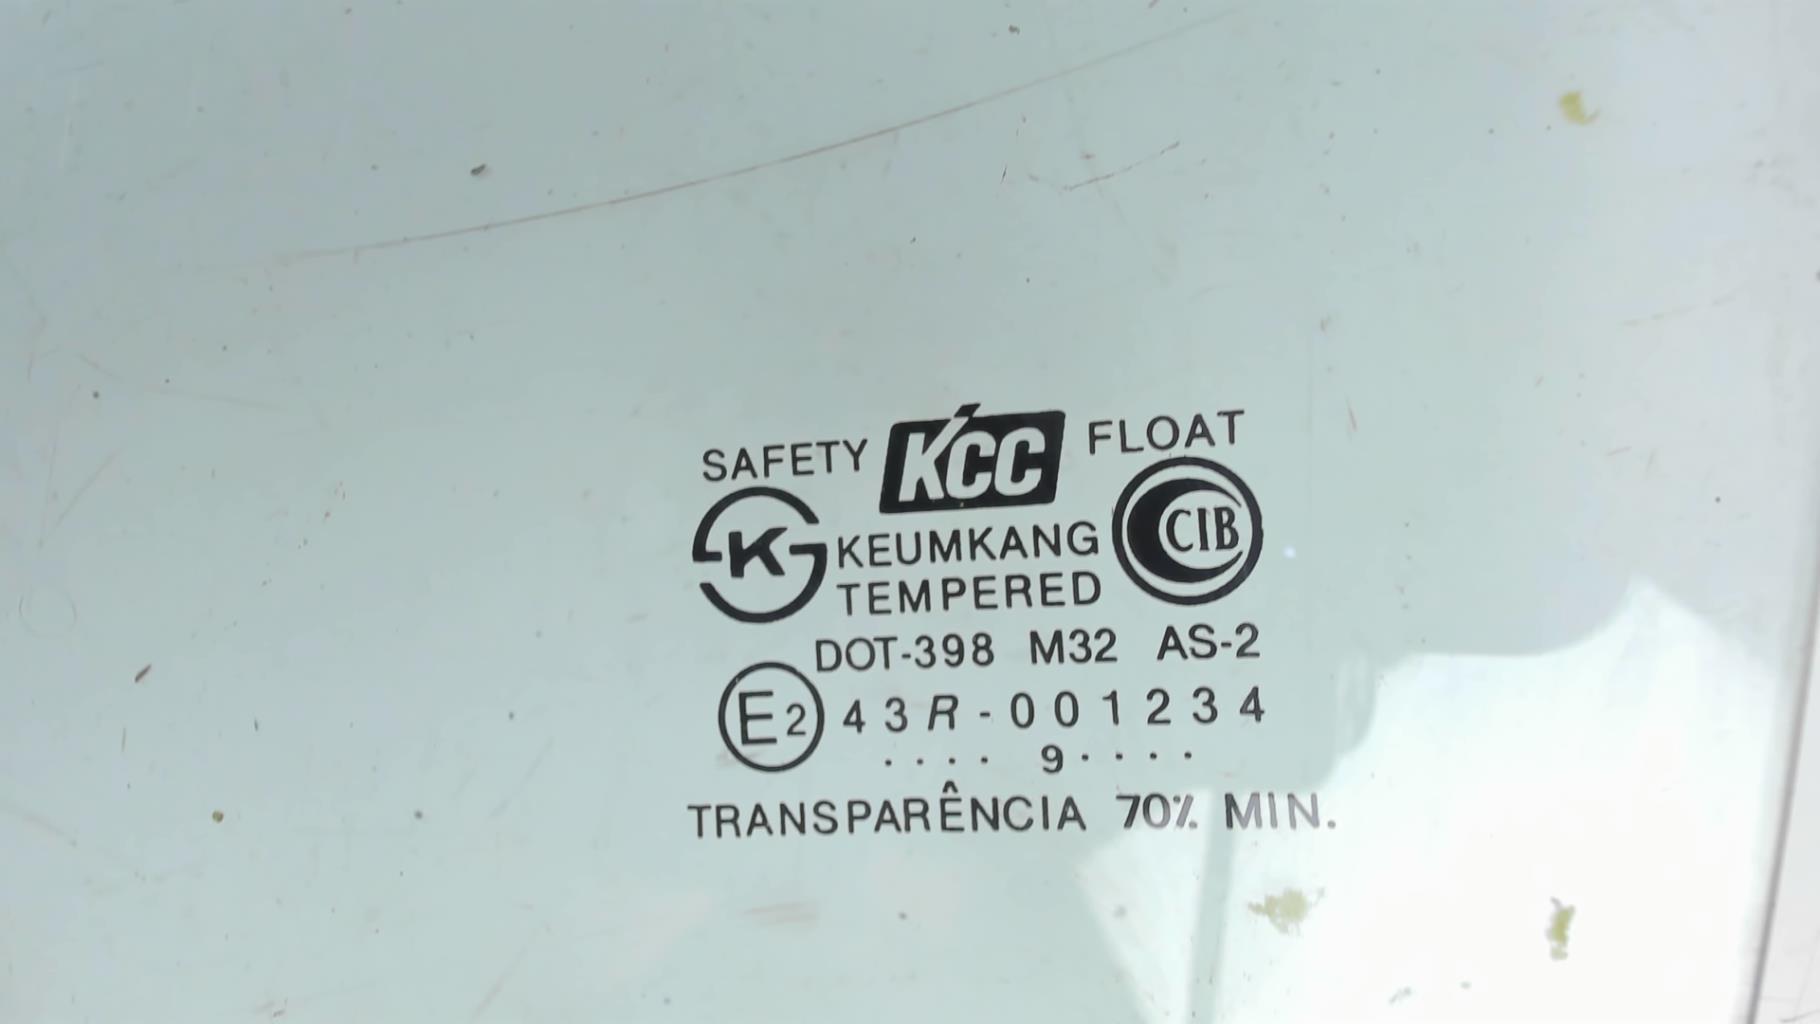 SAFETY KCC FLOAT
K KEUMKANG CIB
TEMPERED
DOT-398 M32 AS-2
E2 43R-001234
.... 9....
TRANSPARÊNCIA 70% MIN.